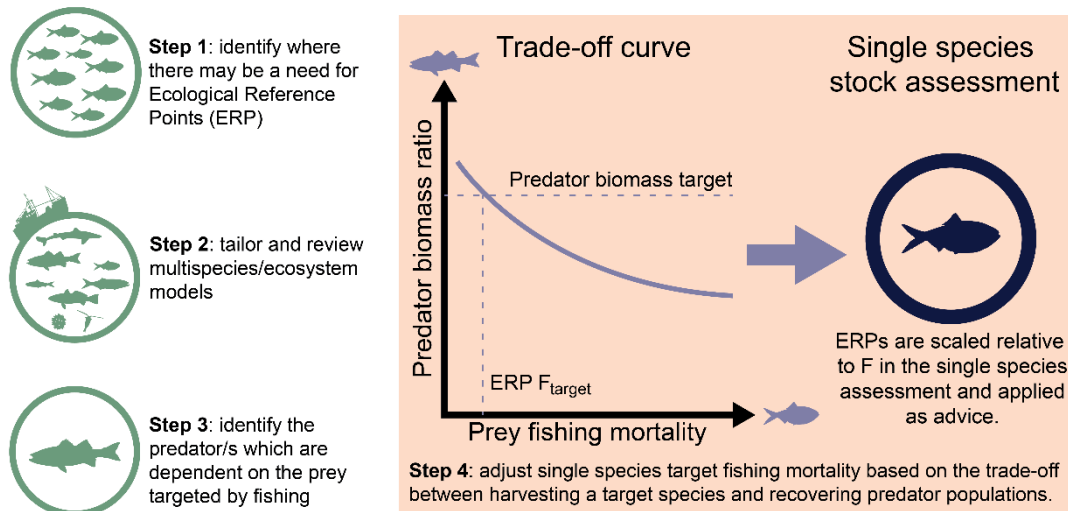 Step 1: identify where
there may be a need for
Ecological Reference
Points (ERP)
Step 2: tailor and review
multispecies/ecosystem
models
Step 3: identify the
predator/s which are
dependent on the prey
targeted by fishing
Trade-off curve
Predator biomass ratio
Predator biomass target
ERP Ftarget
Prey fishing mortality
Single species
stock assessment
ERPs are scaled relative
to F in the single species
assessment and applied
as advice.
Step 4: adjust single species target fishing mortality based on the trade-off
between harvesting a target species and recovering predator populations.